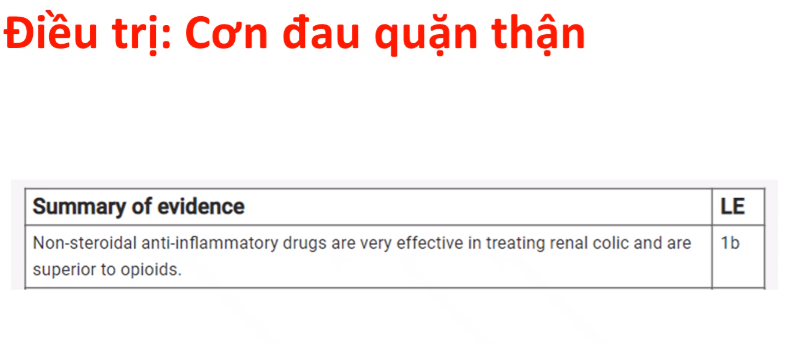 Điều trị: Cơn đau quặn thận
Summary of evidence LE
Non-steroidal anti-inflammatory drugs are very effective in treating renal colic and are 1b
superior to opioids.